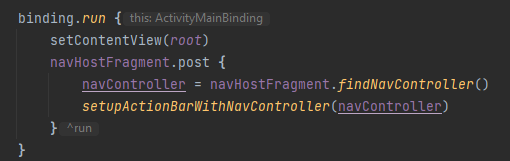 binding.run { this: ActivityMainBinding
    setContentView(root)
    navHostFragment.post {
        navController = navHostFragment.findNavController()
        setupActionBarWithNavController(navController)
    } ^run
}